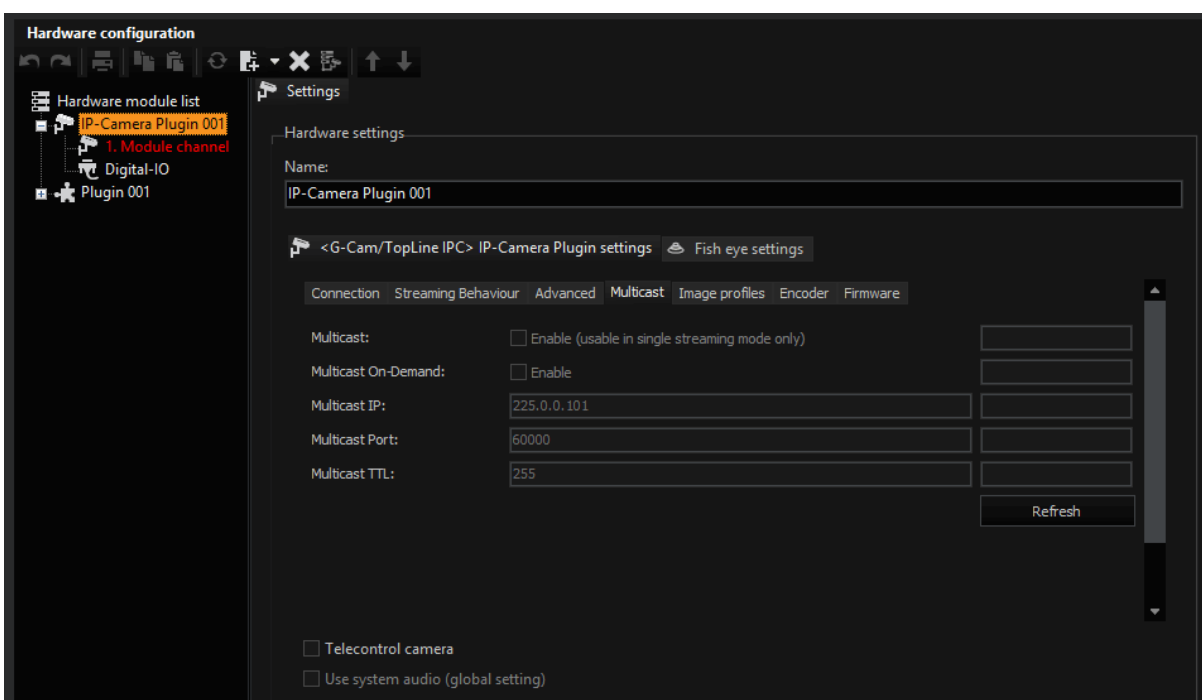 Hardware configuration
Hardware module list
IP-Camera Plugin 001
1. Module channel
Digital-IO
Plugin 001
Settings
Hardware settings
Name:
IP-Camera Plugin 001
<G-Cam/TopLine IPC> IP-Camera Plugin settings Fish eye settings
Connection Streaming Behaviour Advanced Multicast Image profiles Encoder Firmware
Multicast: Enable (usable in single streaming mode only)
Multicast On-Demand: Enable
Multicast IP: 225.0.0.101
Multicast Port: 60000
Multicast TTL: 255
Refresh
Telecontrol camera
Use system audio (global setting)